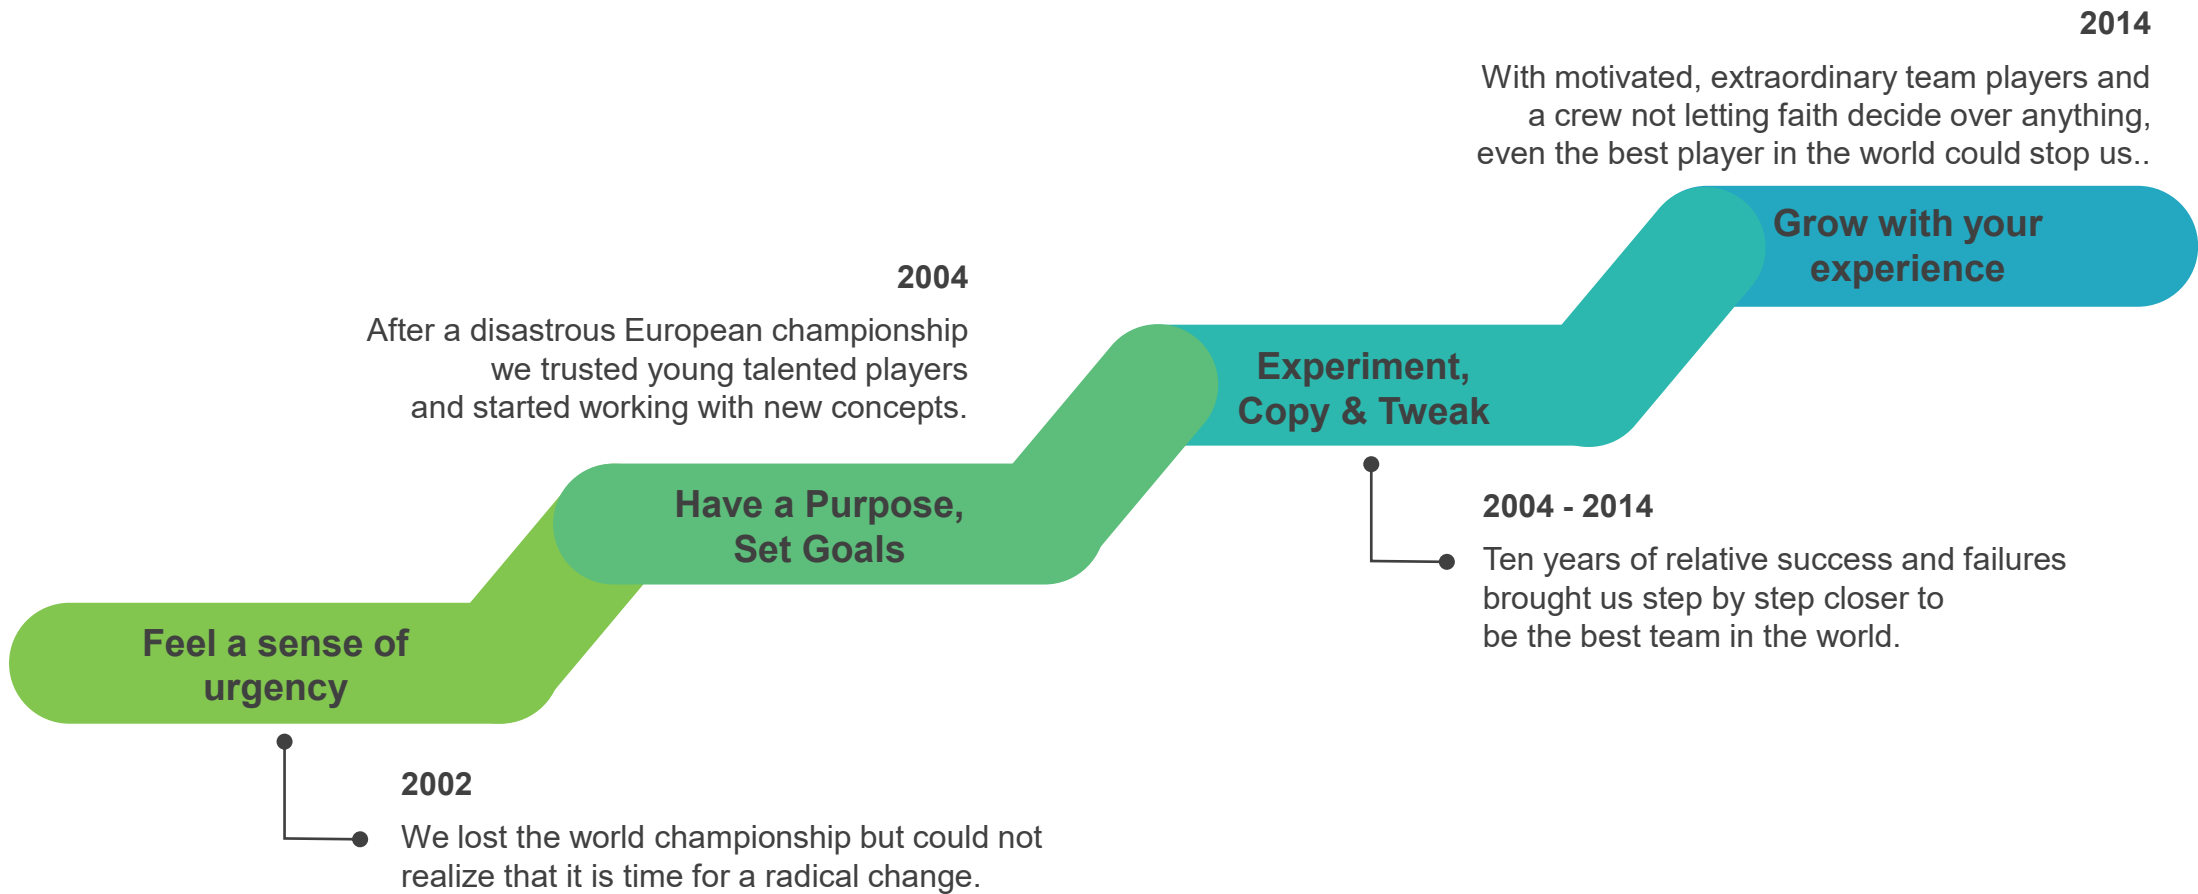 2014
With motivated, extraordinary team players and
a crew not letting faith decide over anything,
even the best player in the world could stop us..
Grow with your
experience
2004
After a disastrous European championship
we trusted young talented players
and started working with new concepts.
Experiment,
Copy & Tweak
2004 - 2014
Ten years of relative success and failures
brought us step by step closer to
be the best team in the world.
Have a Purpose,
Set Goals
Feel a sense of
urgency
2002
We lost the world championship but could not
realize that it is time for a radical change.